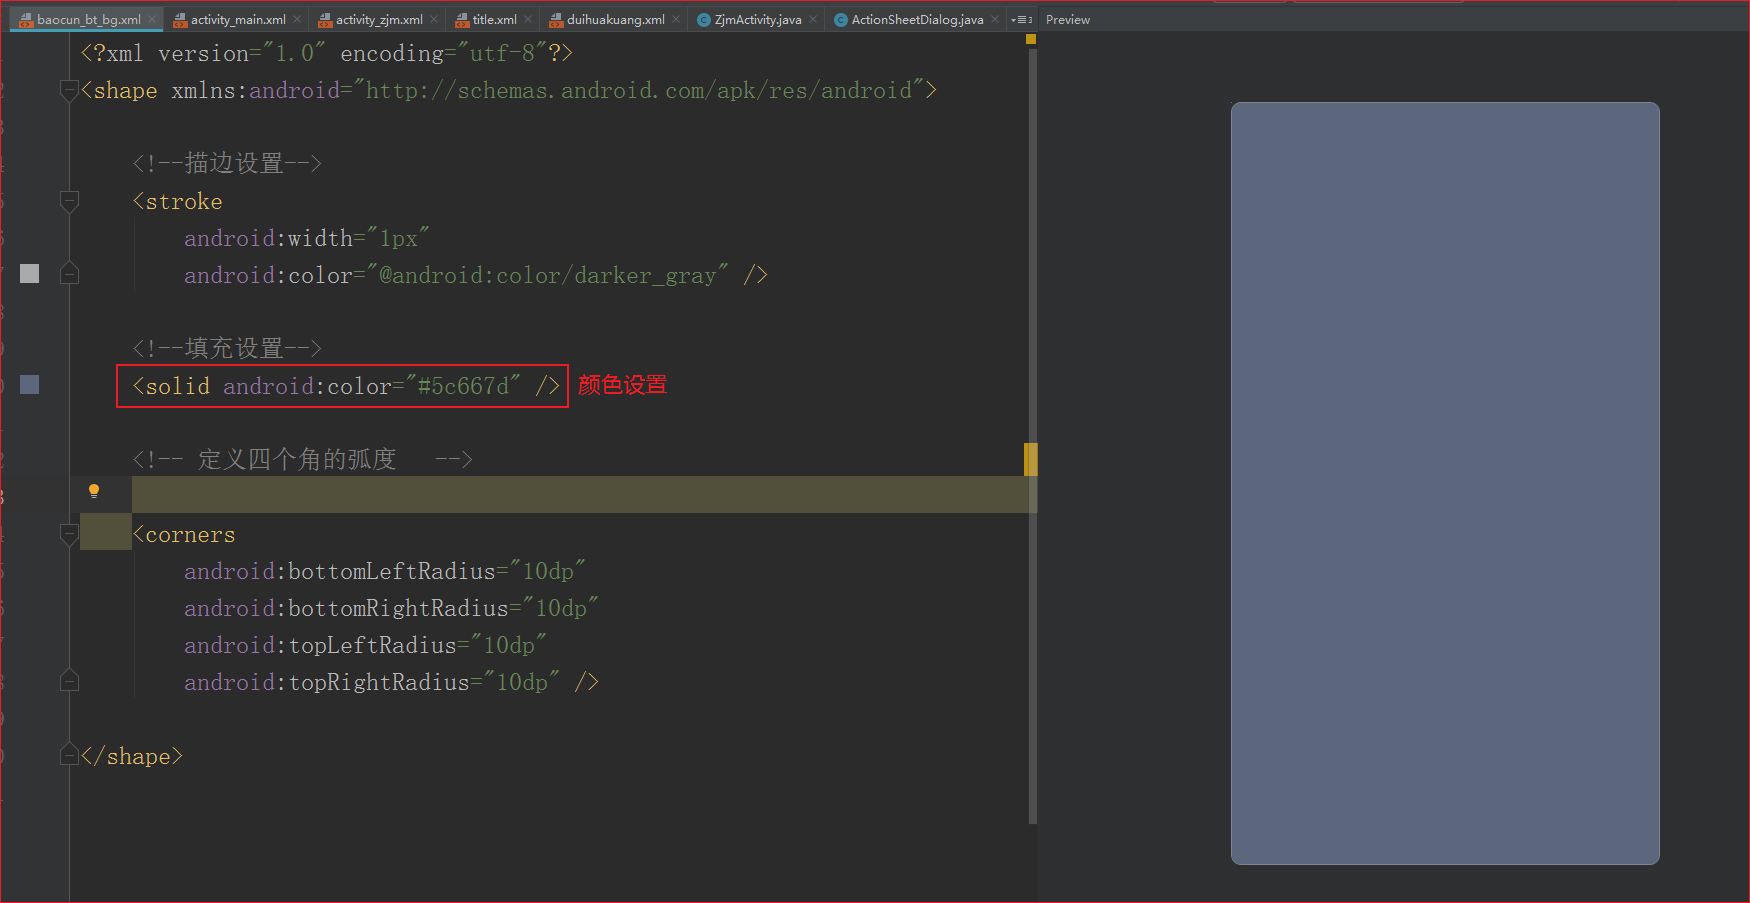 baocun_bt_bg.xml activity_main.xml activity_zjm.xml title.xml duihuakuang.xml ZjmActivity.java ActionSheetDialog.java Preview
<?xml version="1.0" encoding="utf-8"?>
<shape xmlns:android="http://schemas.android.com/apk/res/android">
<!--描边设置-->
<stroke
android:width="1px"
android:color="@android:color/darker_gray" />
<!--填充设置-->
<solid android:color="#5c667d" /> 颜色设置
<!-- 定义四个角的弧度 -->
<corners
android:bottomLeftRadius="10dp"
android:bottomRightRadius="10dp"
android:topLeftRadius="10dp"
android:topRightRadius="10dp" />
</shape>